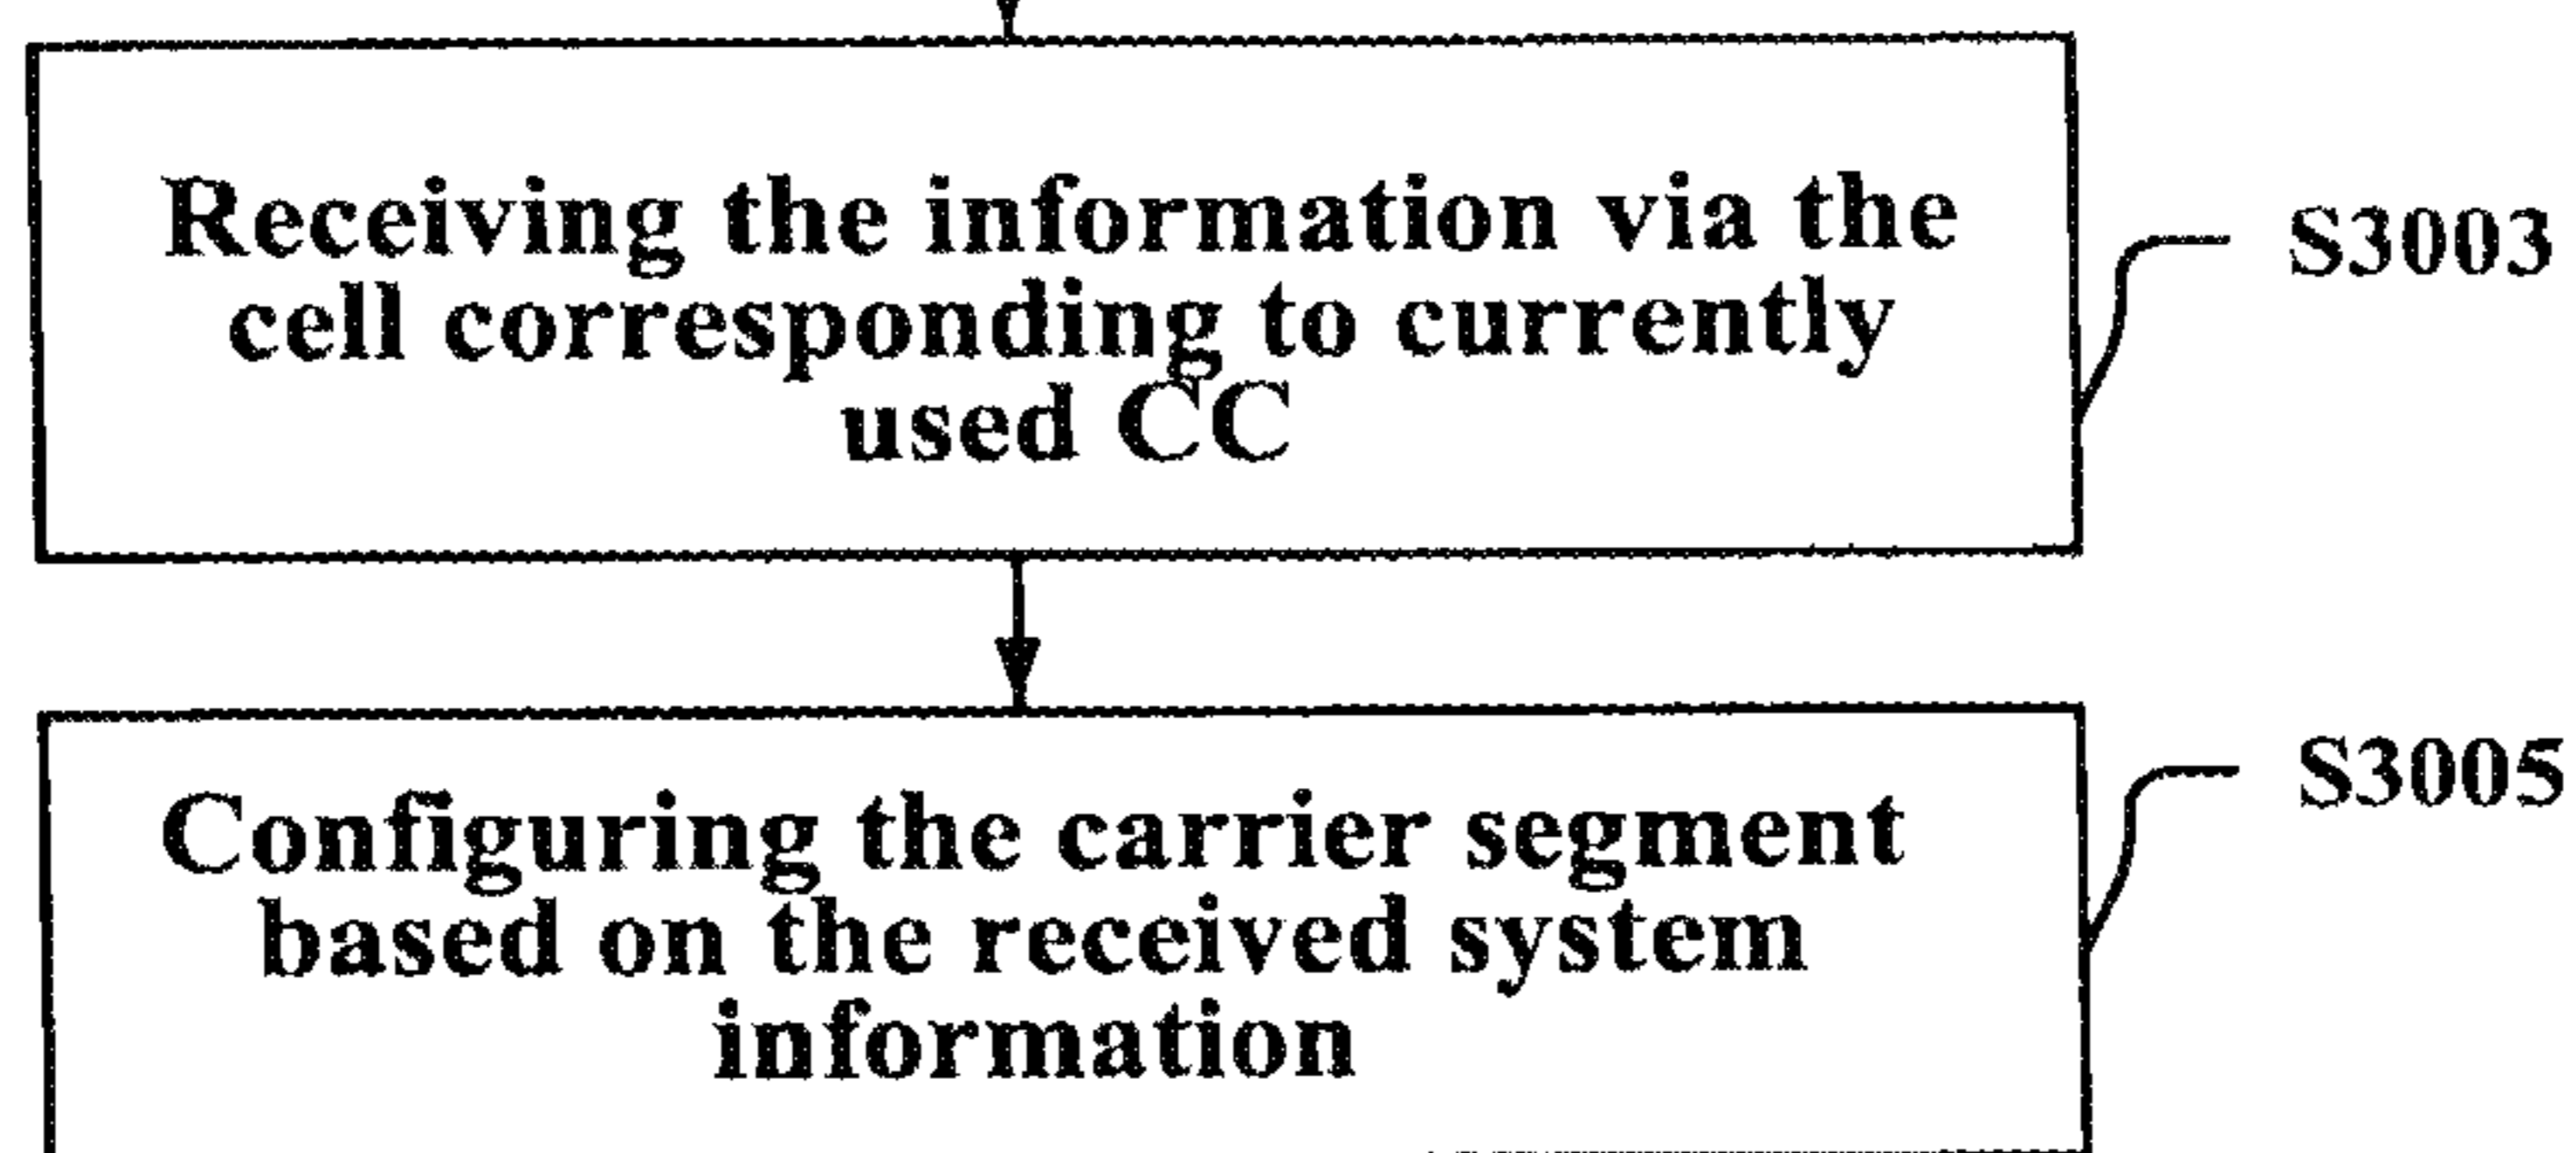 Receiving the information via the
cell corresponding to currently
used CC
S3003
Configuring the carrier segment
based on the received system
information
S3005